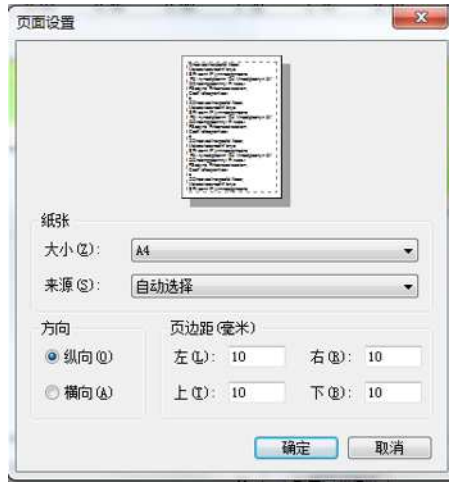 页面设置
纸张
大小(Z): A4
来源(S): 自动选择
方向
纵向(O)
横向(A)
页边距(毫米)
左(L): 10 右(R): 10
上(T): 10 下(B): 10
确定 取消